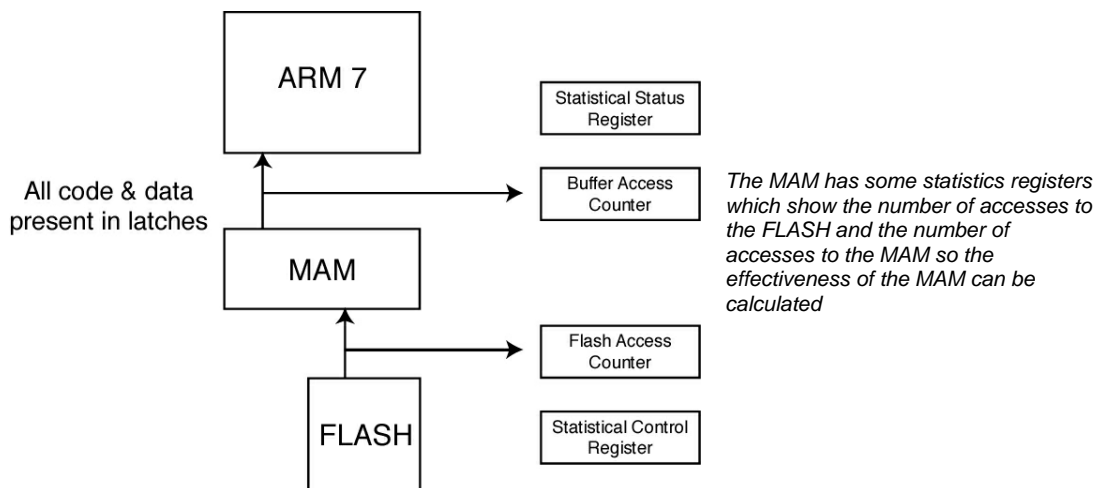 ARM 7
Statistical Status
Register
All code & data
present in latches
Buffer Access
Counter
The MAM has some statistics registers
which show the number of accesses to
the FLASH and the number of
accesses to the MAM so the
effectiveness of the MAM can be
calculated
MAM
Flash Access
Counter
FLASH
Statistical Control
Register